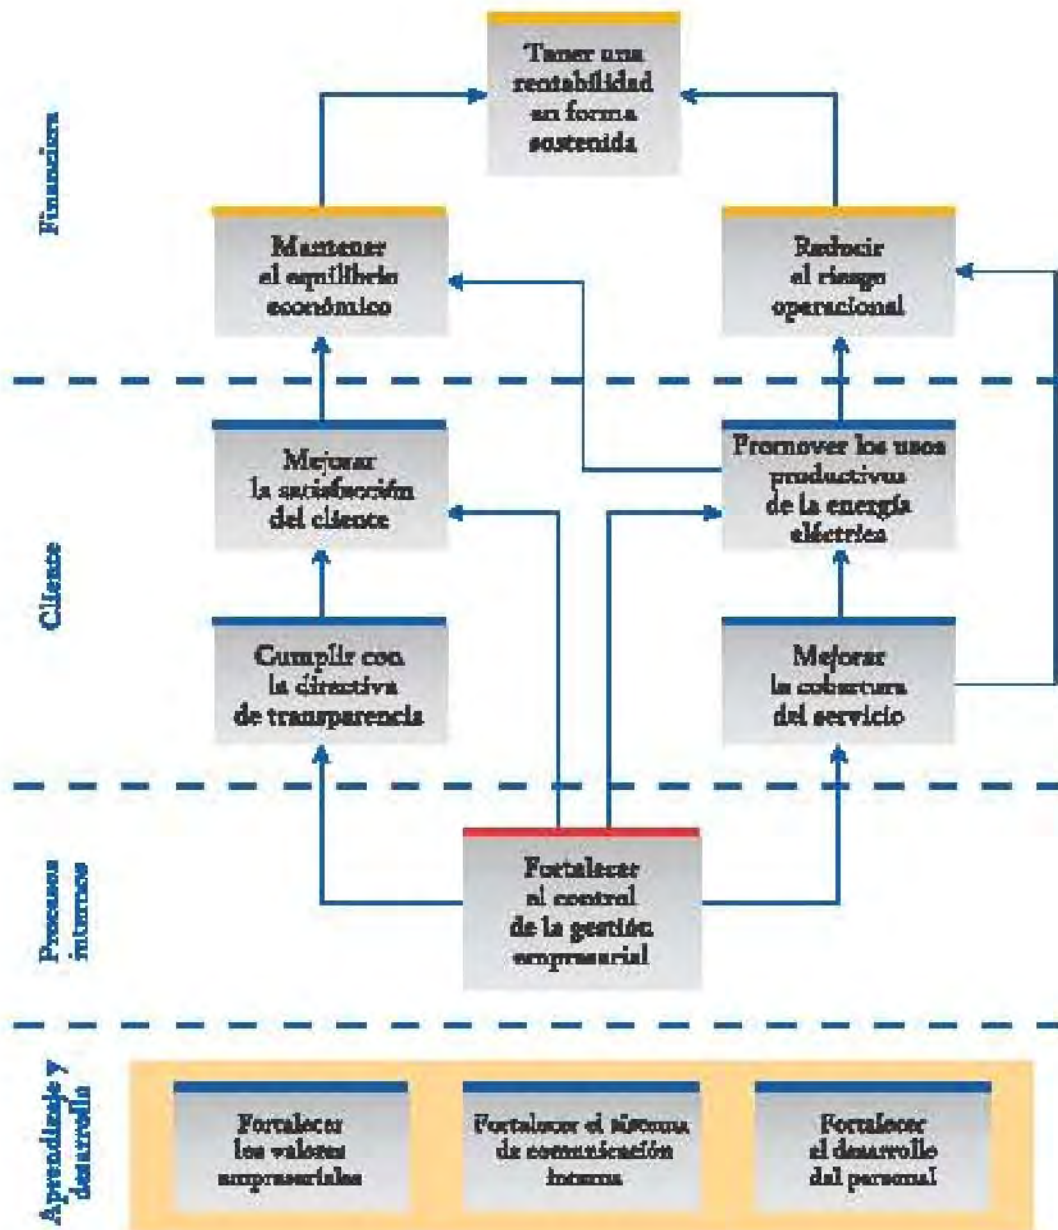 Financiera
Tener una
rentabilidad
en forma
sostenida
Mantener
el equilibrio
económico
Reducir
el riesgo
operacional
Cliente
Mejorar
la satisfacción
del cliente
Promover los usos
productivos
de la energía
eléctrica
Cumplir con
la directiva
de transparencia
Mejorar
la cobertura
del servicio
Procesos
internos
Fortalecer
el control
de la gestión
empresarial
Aprendizaje y
desarrollo
Fortalecer
los valores
empresariales
Fortalecer el sistema
de comunicación
interna
Fortalecer
el desarrollo
del personal